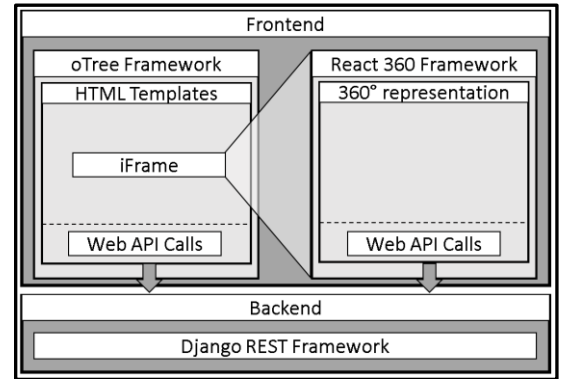 Frontend
oTree Framework
HTML Templates
iFrame
Web API Calls
React 360 Framework
360° representation
Web API Calls
Backend
Django REST Framework